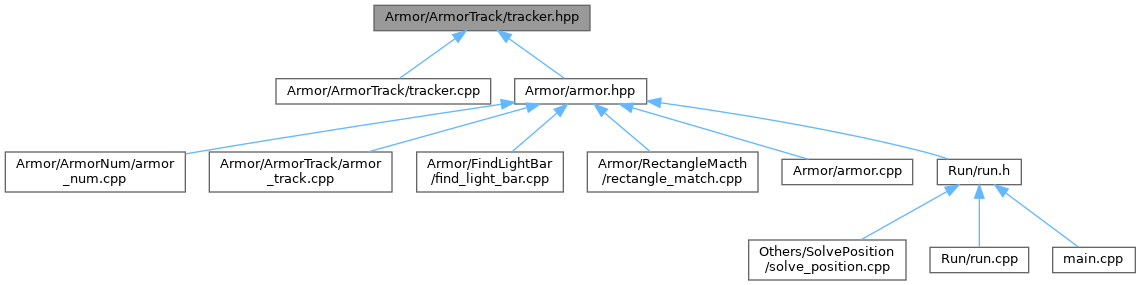 Armor/ArmorTrack/tracker.hpp
Armor/ArmorTrack/tracker.cpp
Armor/armor.hpp
Armor/ArmorNum/armor
_num.cpp
Armor/ArmorTrack/armor
_track.cpp
Armor/FindLightBar
/find_light_bar.cpp
Armor/RectangleMacth
/rectangle_match.cpp
Armor/armor.cpp
Run/run.h
Others/SolvePosition
/solve_position.cpp
Run/run.cpp
main.cpp